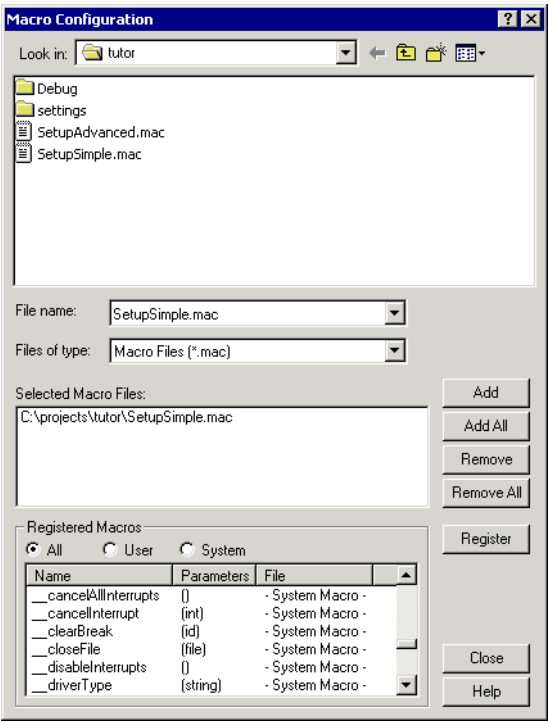 Macro Configuration
Look in: tutor
Debug
settings
SetupAdvanced.mac
SetupSimple.mac
File name: SetupSimple.mac
Files of type: Macro Files (*.mac)
Selected Macro Files:
C:\projects\tutor\SetupSimple.mac
Add
Add All
Remove
Remove All
Registered Macros
All User System
Register
Name Parameters File
__cancelAllInterrupts () - System Macro -
__cancelInterrupt (int) - System Macro -
__clearBreak (id) - System Macro -
__closeFile (file) - System Macro -
__disableInterrupts () - System Macro -
__driverType (string) - System Macro -
Close
Help